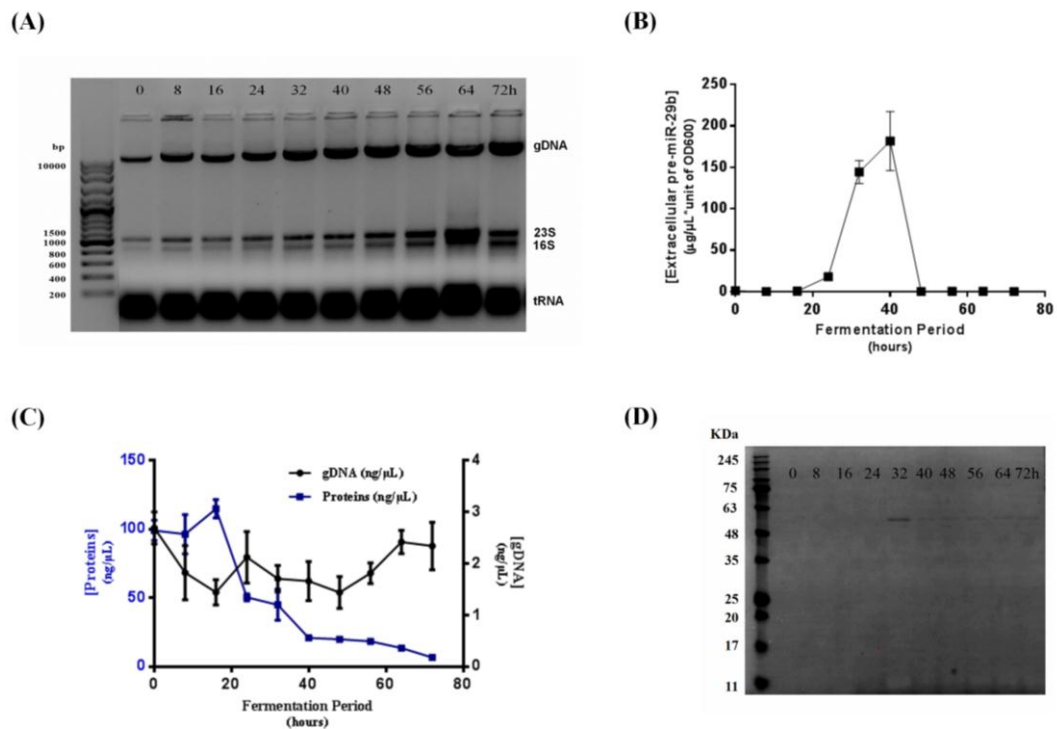 (A)
0 8 16 24 32 40 48 56 64 72h
bp
gDNA
10000
1500
23S
1000
16S
800
600
400
200
tRNA
(B)
[Extracellular pre-miR-29b]
(µg/µL*unit of OD600)
250
200
150
100
50
0
0 20 40 60 80
Fermentation Period
(hours)
(C)
[Proteins]
(ng/µL)
150
100
50
0
gDNA (ng/µL)
Proteins (ng/µL)
4
3
2
1
0
[gDNA]
(ng/µL)
0 20 40 60 80
Fermentation Period
(hours)
(D)
KDa
0 8 16 24 32 40 48 56 64 72h
245
75
63
48
35
25
20
17
11